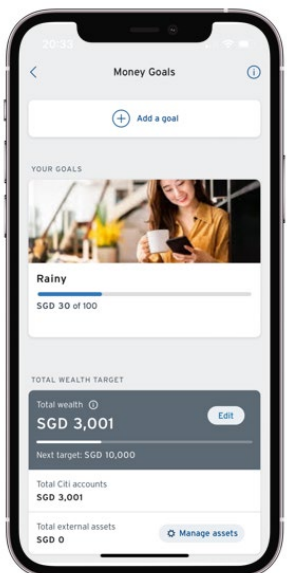 20:33
Money Goals
Add a goal
YOUR GOALS
Rainy
SGD 30 of 100
TOTAL WEALTH TARGET
Total wealth
SGD 3,001
Edit
Next target: SGD 10,000
Total Citi accounts
SGD 3,001
Total external assets
SGD 0
Manage assets